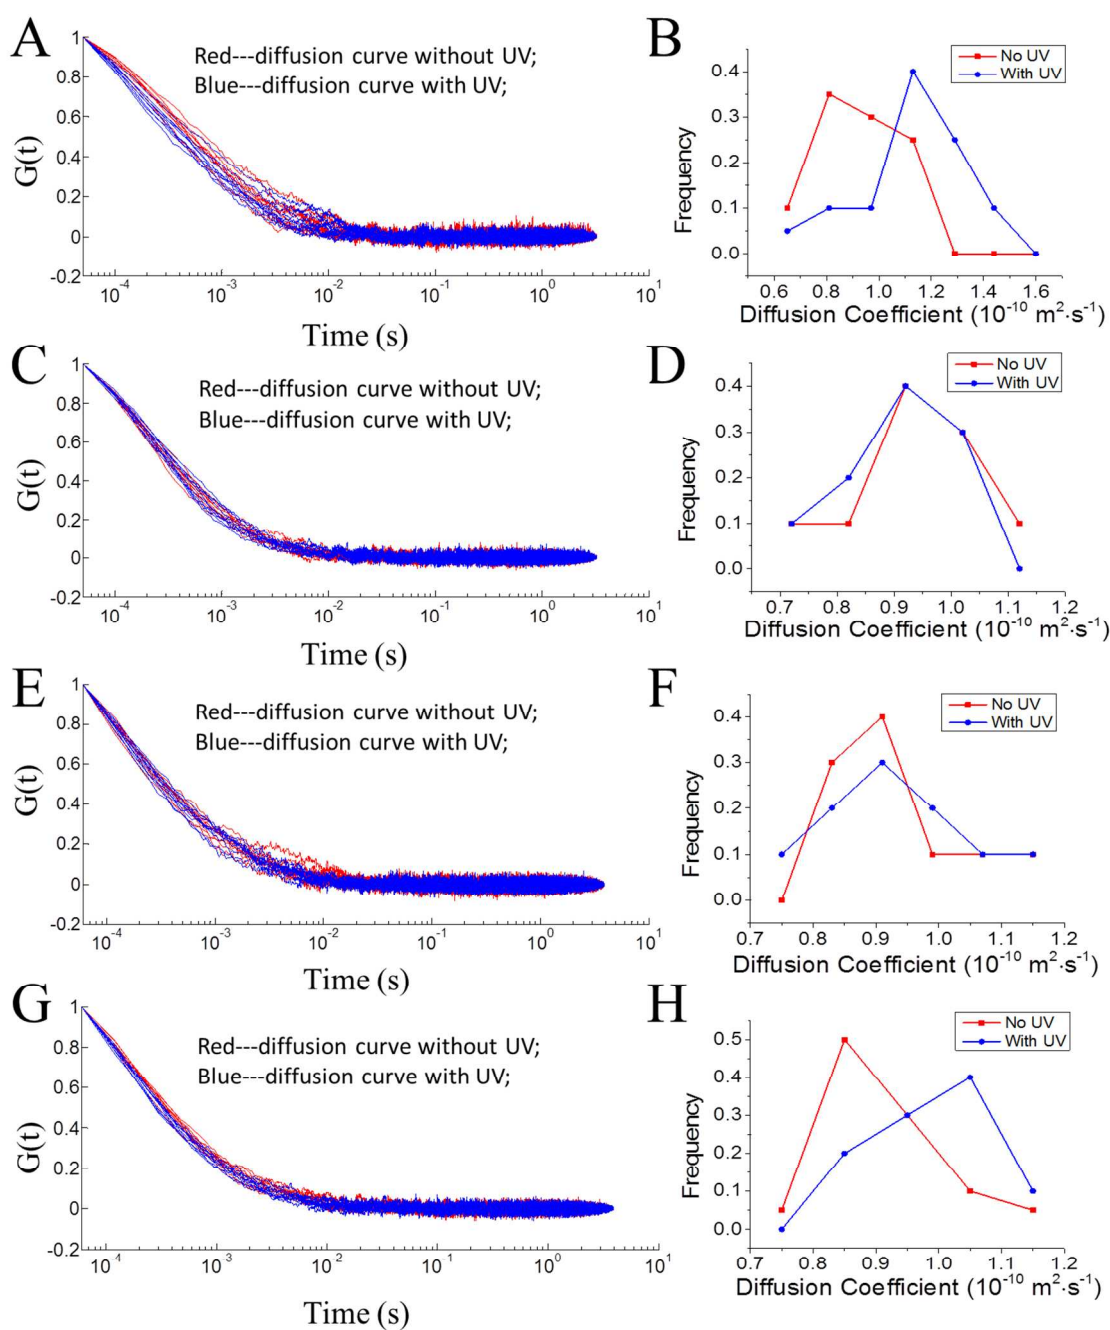 A
Red---diffusion curve without UV;
Blue---diffusion curve with UV;
1
0.8
0.6
0.4
0.2
0
-0.2
G(t)
10⁻⁴ 10⁻³ 10⁻² 10⁻¹ 10⁰ 10¹
Time (s)
B
No UV
With UV
0.4
0.3
0.2
0.1
0.0
Frequency
0.6 0.8 1.0 1.2 1.4 1.6
Diffusion Coefficient (10⁻¹⁰ m²·s⁻¹)
C
Red---diffusion curve without UV;
Blue---diffusion curve with UV;
1
0.8
0.6
0.4
0.2
0
-0.2
G(t)
10⁻⁴ 10⁻³ 10⁻² 10⁻¹ 10⁰ 10¹
Time (s)
D
No UV
With UV
0.4
0.3
0.2
0.1
0.0
Frequency
0.7 0.8 0.9 1.0 1.1 1.2
Diffusion Coefficient (10⁻¹⁰ m²·s⁻¹)
E
Red---diffusion curve without UV;
Blue---diffusion curve with UV;
1
0.8
0.6
0.4
0.2
0
-0.2
G(t)
10⁻⁴ 10⁻³ 10⁻² 10⁻¹ 10⁰ 10¹
Time (s)
F
No UV
With UV
0.4
0.3
0.2
0.1
0.0
Frequency
0.7 0.8 0.9 1.0 1.1 1.2
Diffusion Coefficient (10⁻¹⁰ m²·s⁻¹)
G
Red---diffusion curve without UV;
Blue---diffusion curve with UV;
1
0.8
0.6
0.4
0.2
0
-0.2
G(t)
10⁻⁴ 10⁻³ 10⁻² 10⁻¹ 10⁰ 10¹
Time (s)
H
No UV
With UV
0.5
0.4
0.3
0.2
0.1
0.0
Frequency
0.7 0.8 0.9 1.0 1.1 1.2
Diffusion Coefficient (10⁻¹⁰ m²·s⁻¹)